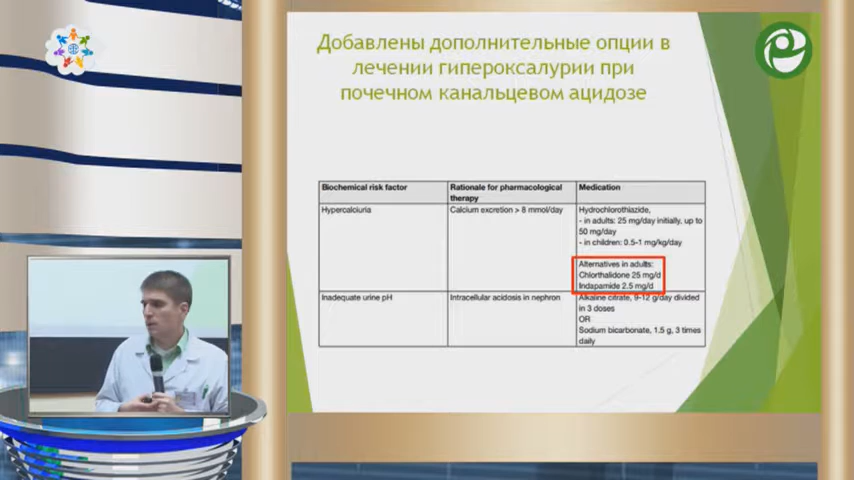 Добавлены дополнительные опции в
лечении гипероксалурии при
почечном канальцевом ацидозе
Biochemical risk factor
Rationale for pharmacological
therapy
Medication
Hypercalciuria
Calcium excretion > 8 mmol/day
Hydrochlorothiazide,
- in adults: 25 mg/day initially, up to
50 mg/day
- in children: 0.5-1 mg/kg/day
Alternatives in adults:
Chlorthalidone 25 mg/d
Indapamide 2.5 mg/d
Inadequate urine pH
Intracellular acidosis in nephron
Alkaline citrate, 9-12 g/day divided
in 3 doses
OR
Sodium bicarbonate, 1.5 g, 3 times
daily